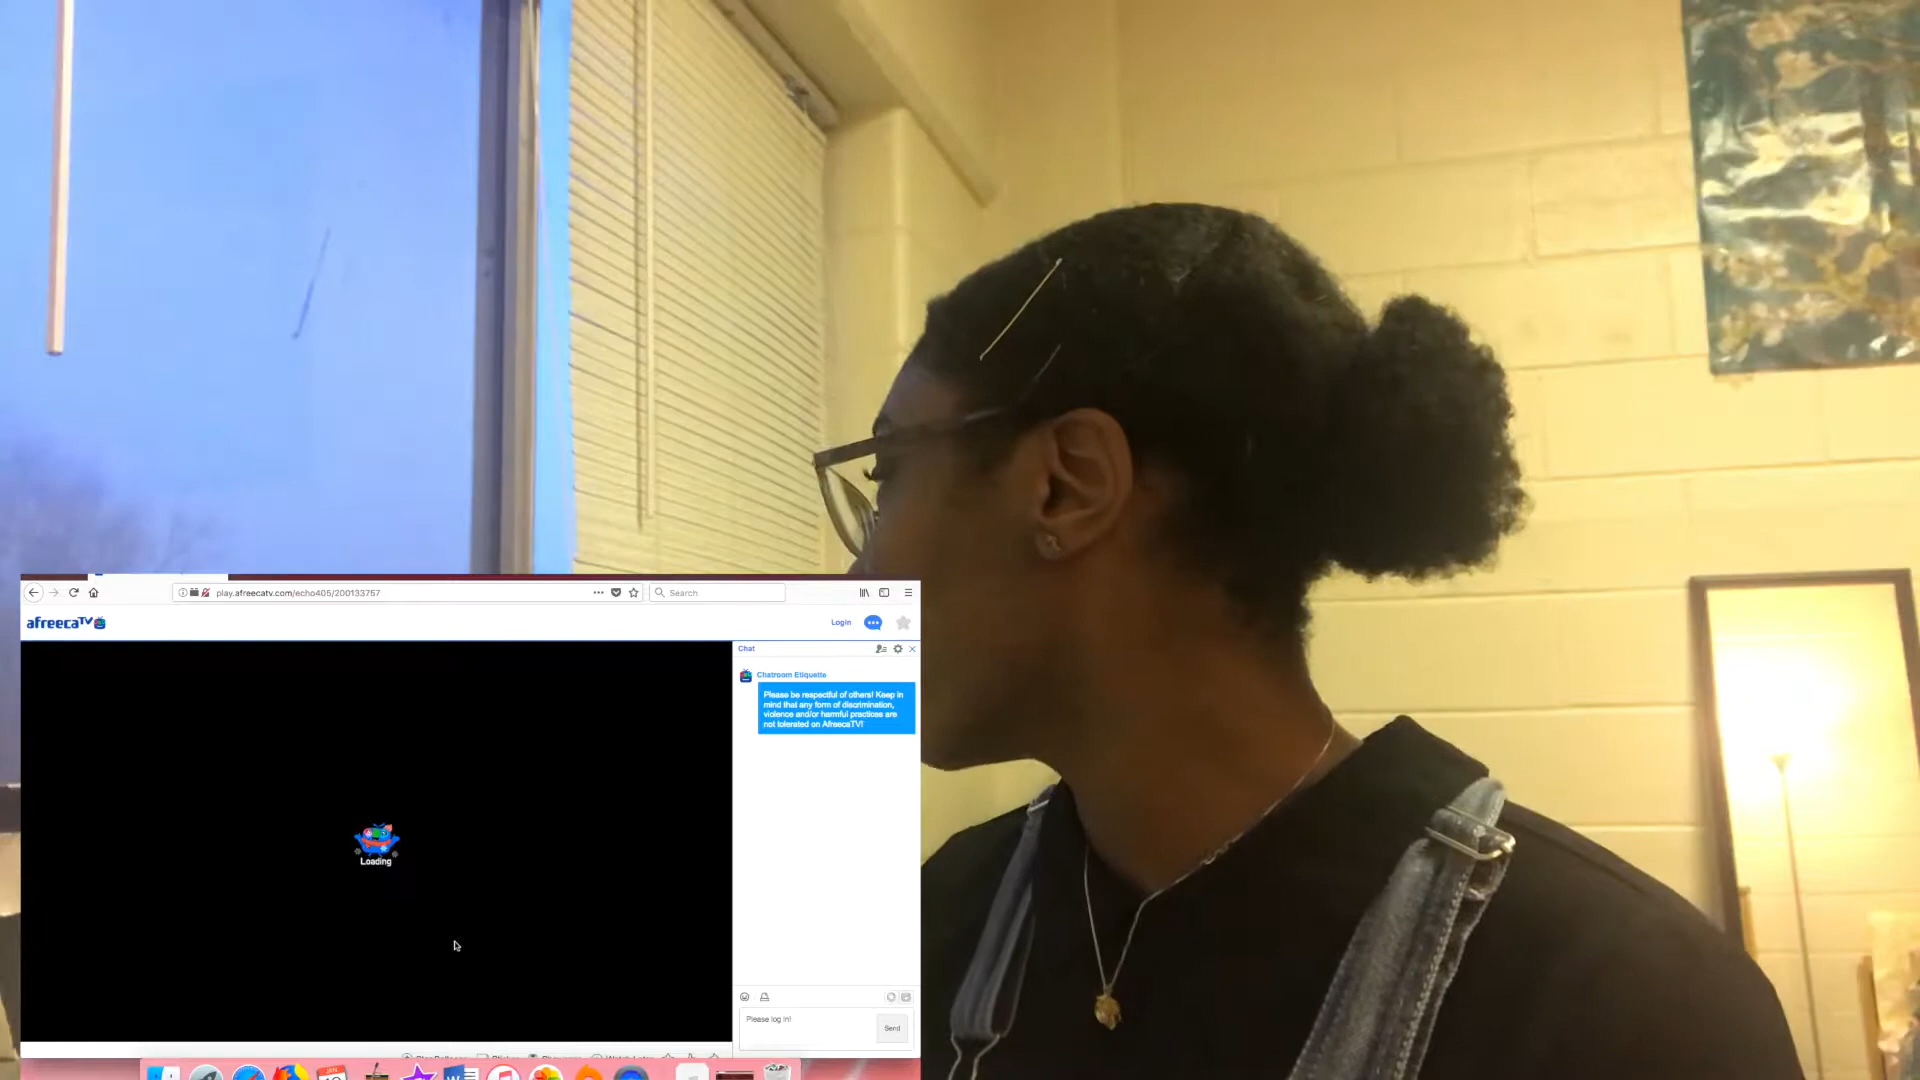 play.afreecatv.com/echo405/200133757
Search
afreecaTV
Login
Chat
Chatroom Etiquette
Please be respectful of others! Keep in
mind that any form of discrimination,
violence and/or harmful practices are
not tolerated on AfreecaTV!
Loading
Please log in!
Send
JAN